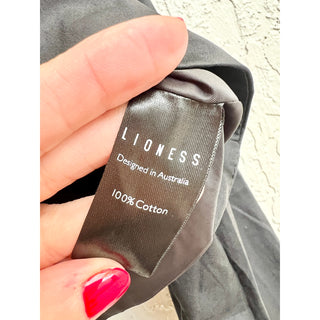 LIONESS
Designed in Australia
100% Cotton